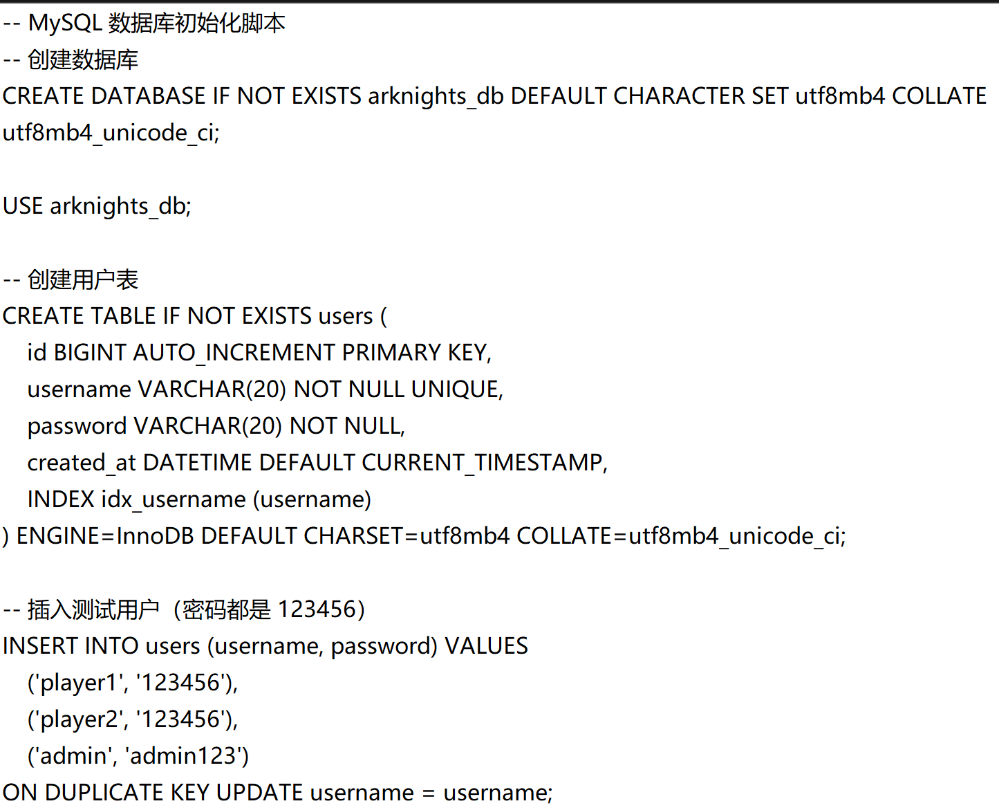 -- MySQL 数据库初始化脚本
-- 创建数据库
CREATE DATABASE IF NOT EXISTS arknights_db DEFAULT CHARACTER SET utf8mb4 COLLATE
utf8mb4_unicode_ci;

USE arknights_db;

-- 创建用户表
CREATE TABLE IF NOT EXISTS users (
    id BIGINT AUTO_INCREMENT PRIMARY KEY,
    username VARCHAR(20) NOT NULL UNIQUE,
    password VARCHAR(20) NOT NULL,
    created_at DATETIME DEFAULT CURRENT_TIMESTAMP,
    INDEX idx_username (username)
) ENGINE=InnoDB DEFAULT CHARSET=utf8mb4 COLLATE=utf8mb4_unicode_ci;

-- 插入测试用户（密码都是 123456）
INSERT INTO users (username, password) VALUES
    ('player1', '123456'),
    ('player2', '123456'),
    ('admin', 'admin123')
ON DUPLICATE KEY UPDATE username = username;